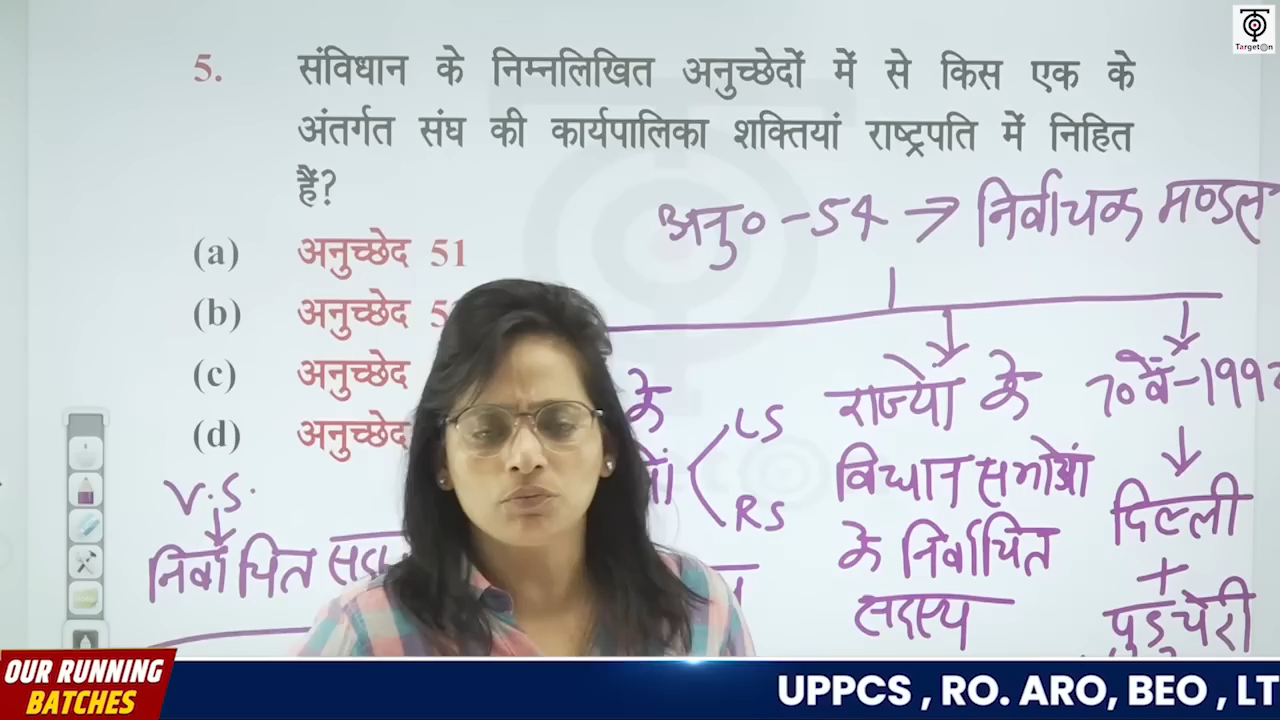 Target@n
5. संविधान के निम्नलिखित अनुच्छेदों में से किस एक के
अंतर्गत संघ की कार्यपालिका शक्तियां राष्ट्रपति में निहित
हैं?
अनु० -54 → निर्वाचक मण्डल
(a) अनुच्छेद 51
(b) अनुच्छेद
(c) अनुच्छेद
(d) अनुच्छेद
के
LS
RS
राज्यों के
विधान सभाओं
के निर्वाचित
सदस्य
70वें-199
दिल्ली
+
पुडुचेरी
V.S.
निर्वाचित
OUR RUNNING
BATCHES
UPPCS , RO. ARO, BEO , LT